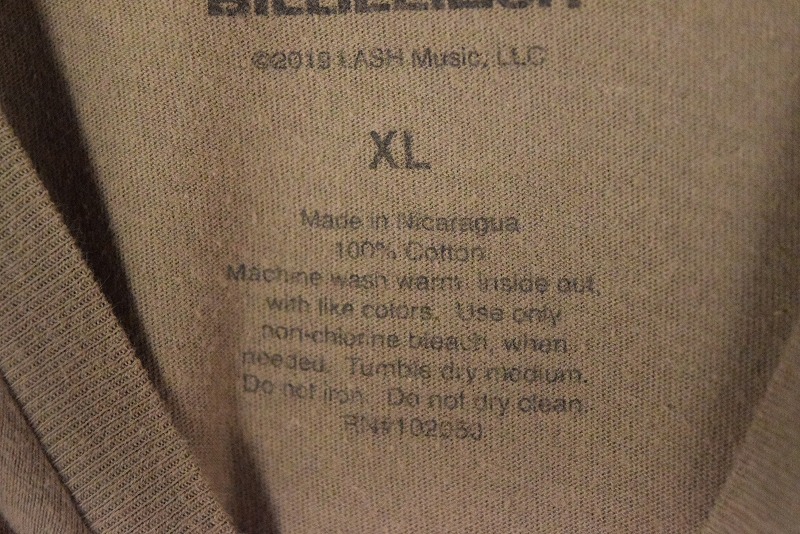 ©2019 LASH Music, LLC
XL
Made in Nicaragua
100% Cotton
Machine wash warm inside out,
with like colors. Use only
non-chlorine bleach, when
needed. Tumble dry medium.
Do not iron. Do not dry clean.